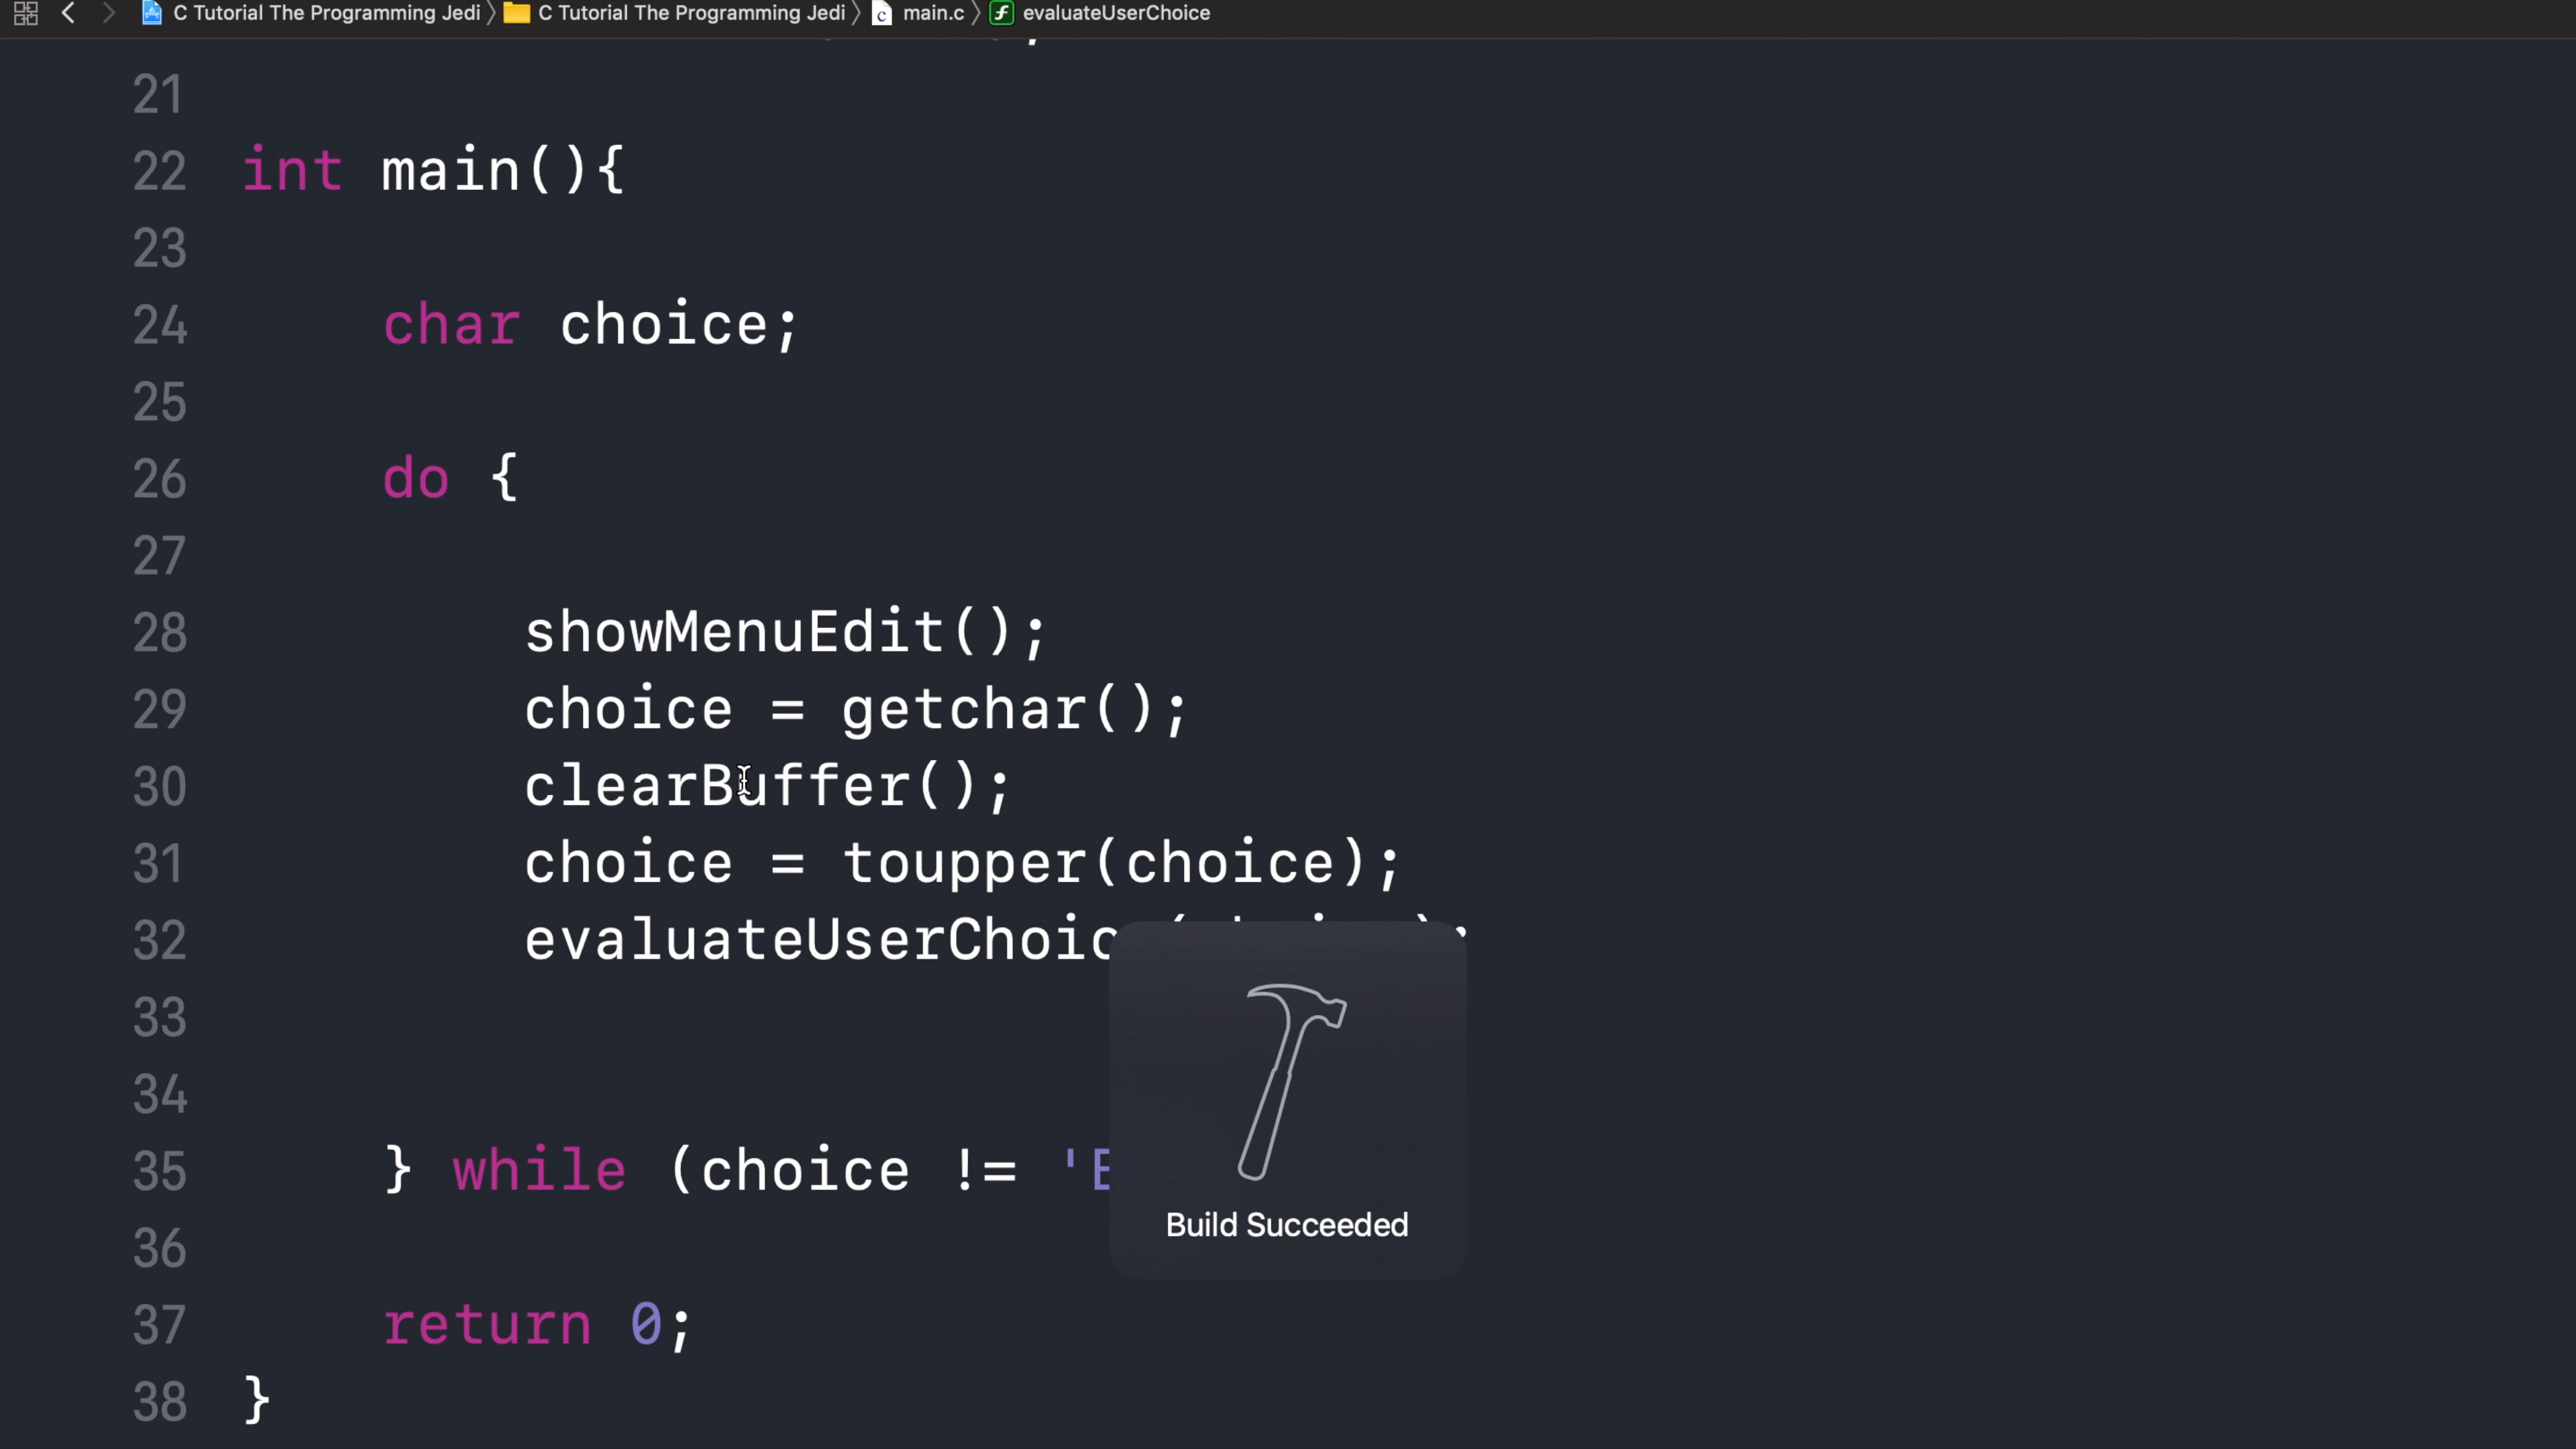 C Tutorial The Programming Jedi C Tutorial The Programming Jedi main.c evaluateUserChoice
21
22 int main(){
23
24 char choice;
25
26 do {
27
28 showMenuEdit();
29 choice = getchar();
30 clearBuffer();
31 choice = toupper(choice);
32 evaluateUserChoic
33
34
35 } while (choice != 'E
36
37 return 0;
38 }
Build Succeeded